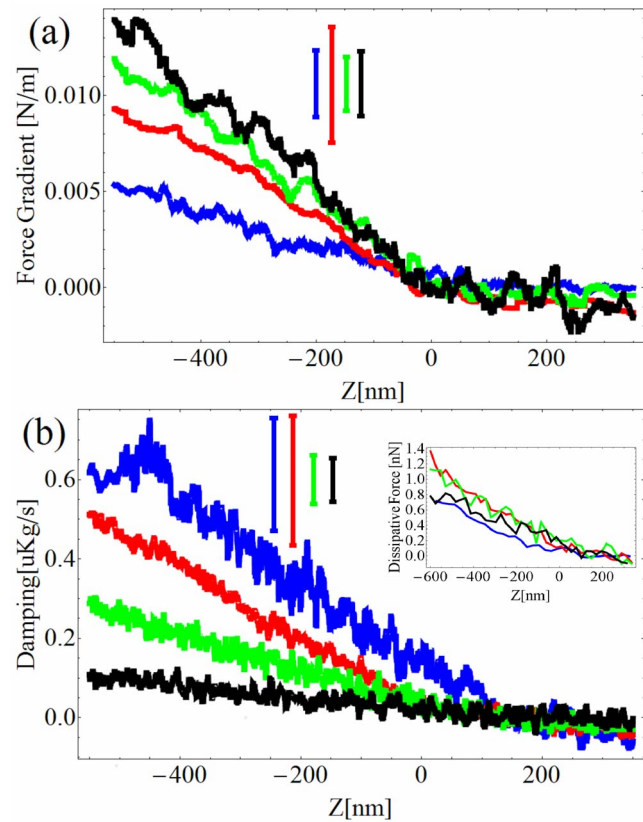 (a)
Force Gradient [N/m]
0.010
0.005
0.000
−400 −200 0 200
Z[nm]
(b)
Damping[uKg/s]
0.6
0.4
0.2
0.0
−400 −200 0 200
Z[nm]
Dissipative Force [nN]
1.4
1.2
1.0
0.8
0.6
0.4
0.2
0.0
−600 −400 −200 0 200
Z[nm]